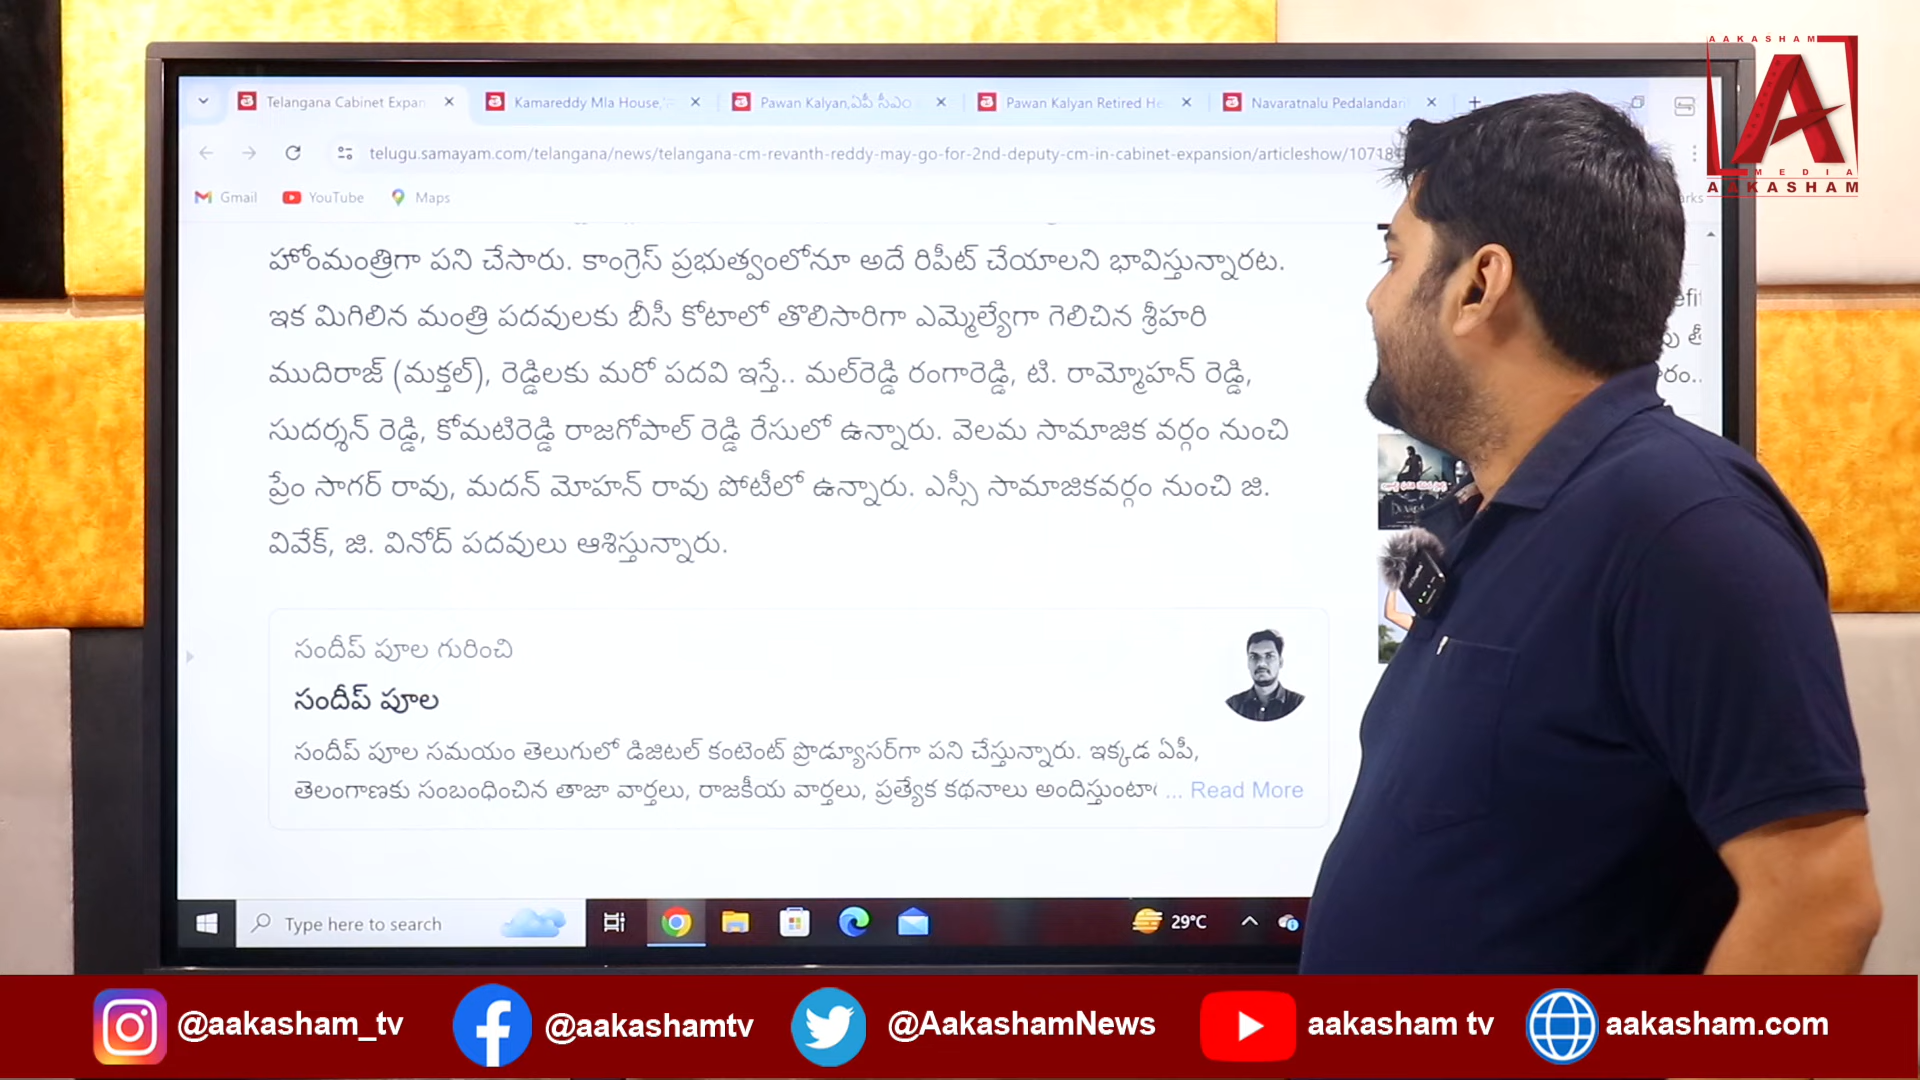 AAKASHAM
MEDIA
AAKASHAM
Telangana Cabinet Expan
Kamareddy Mla House,
Pawan Kalyan,ఏపీ సీఎం
Pawan Kalyan Retired He
Navaratnalu Pedalandari
telugu.samayam.com/telangana/news/telangana-cm-revanth-reddy-may-go-for-2nd-deputy-cm-in-cabinet-expansion/articleshow/107181
Gmail
YouTube
Maps
హోంమంత్రిగా పని చేసారు. కాంగ్రెస్ ప్రభుత్వంలోనూ అదే రిపీట్ చేయాలని భావిస్తున్నారట.
ఇక మిగిలిన మంత్రి పదవులకు బీసీ కోటాలో తొలిసారిగా ఎమ్మెల్యేగా గెలిచిన శ్రీహరి
ముదిరాజ్ (మక్తల్), రెడ్డిలకు మరో పదవి ఇస్తే.. మల్‌రెడ్డి రంగారెడ్డి, టి. రామ్మోహన్ రెడ్డి,
సుదర్శన్ రెడ్డి, కోమటిరెడ్డి రాజగోపాల్ రెడ్డి రేసులో ఉన్నారు. వెలమ సామాజిక వర్గం నుంచి
ప్రేం సాగర్ రావు, మదన్ మోహన్ రావు పోటీలో ఉన్నారు. ఎస్సీ సామాజికవర్గం నుంచి జి.
వివేక్, జి. వినోద్ పదవులు ఆశిస్తున్నారు.
సందీప్ పూల గురించి
సందీప్ పూల
సందీప్ పూల సమయం తెలుగులో డిజిటల్ కంటెంట్ ప్రొడ్యూసర్‌గా పని చేస్తున్నారు. ఇక్కడ ఏపీ,
తెలంగాణకు సంబంధించిన తాజా వార్తలు, రాజకీయ వార్తలు, ప్రత్యేక కథనాలు అందిస్తుంటా ... Read More
Type here to search
29°C
@aakasham_tv
@aakashamtv
@AakashamNews
aakasham tv
aakasham.com